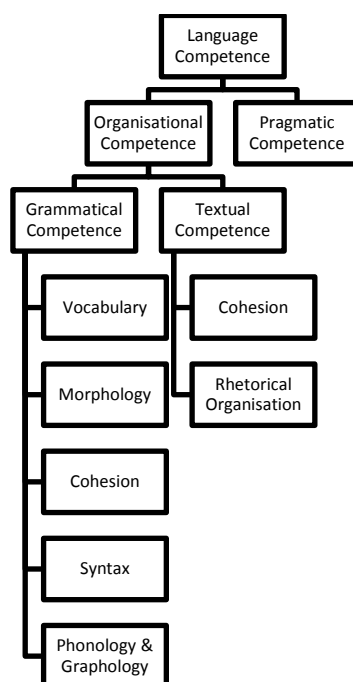 Language
Competence
Organisational
Competence
Pragmatic
Competence
Grammatical
Competence
Textual
Competence
Vocabulary
Cohesion
Morphology
Rhetorical
Organisation
Cohesion
Syntax
Phonology &
Graphology